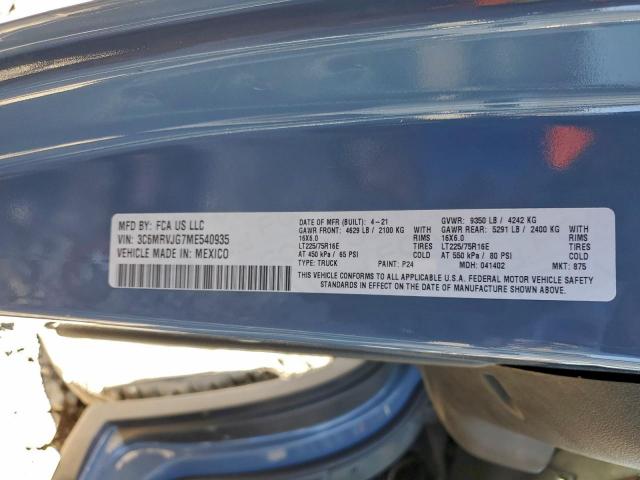 MFD BY: FCA US LLC
VIN: 3C6MRVJG7ME540935
VEHICLE MADE IN: MEXICO
DATE OF MFR (BUILT): 4-21 GVWR: 9350 LB / 4242 KG
GAWR FRONT: 4629 LB / 2100 KG WITH GAWR REAR: 5291 LB / 2400 KG WITH
16X6.0 RIMS 16X6.0 RIMS
LT225/75R16E TIRES LT225/75R16E TIRES
AT 450 kPa / 65 PSI COLD AT 550 kPa / 80 PSI COLD
TYPE: TRUCK PAINT: P24 MDH: 041402 MKT: 875
THIS VEHICLE CONFORMS TO ALL APPLICABLE U.S.A. FEDERAL MOTOR VEHICLE SAFETY
STANDARDS IN EFFECT ON THE DATE OF MANUFACTURE SHOWN ABOVE.